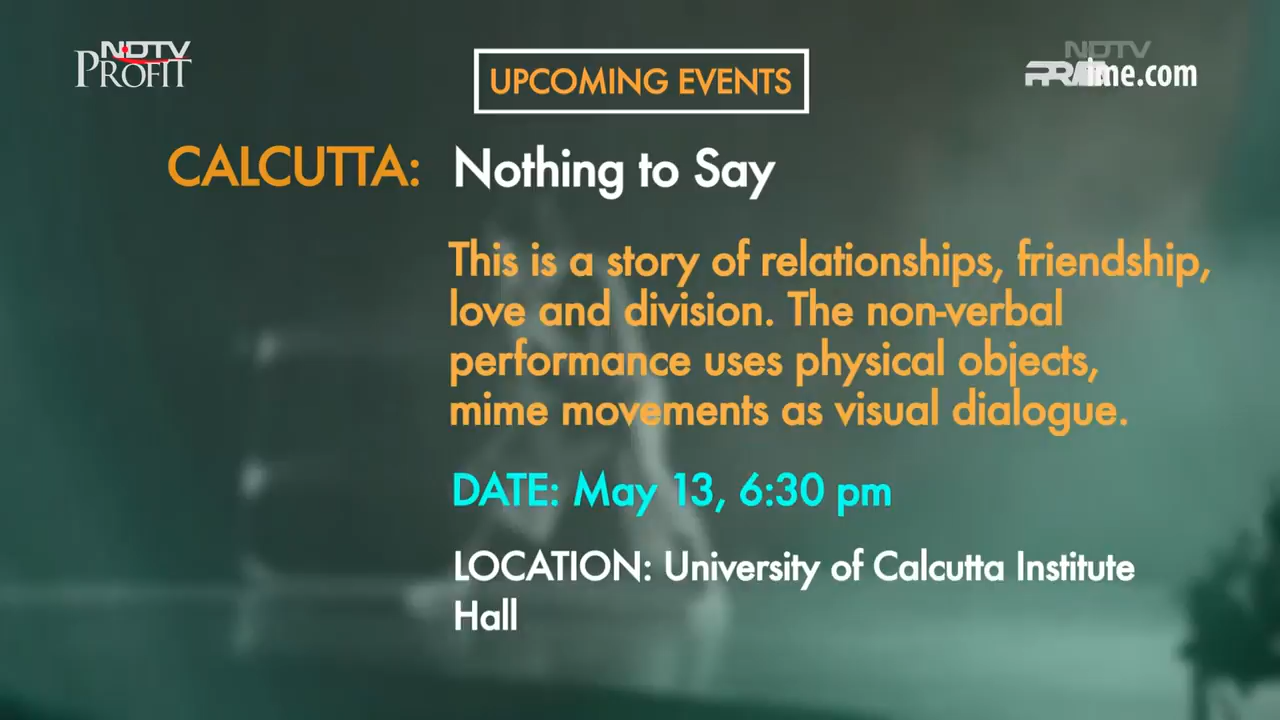 NDTV
PROFIT
UPCOMING EVENTS
NDTV
CALCUTTA: Nothing to Say
This is a story of relationships, friendship,
love and division. The non-verbal
performance uses physical objects,
mime movements as visual dialogue.
DATE: May 13, 6:30 pm
LOCATION: University of Calcutta Institute
Hall